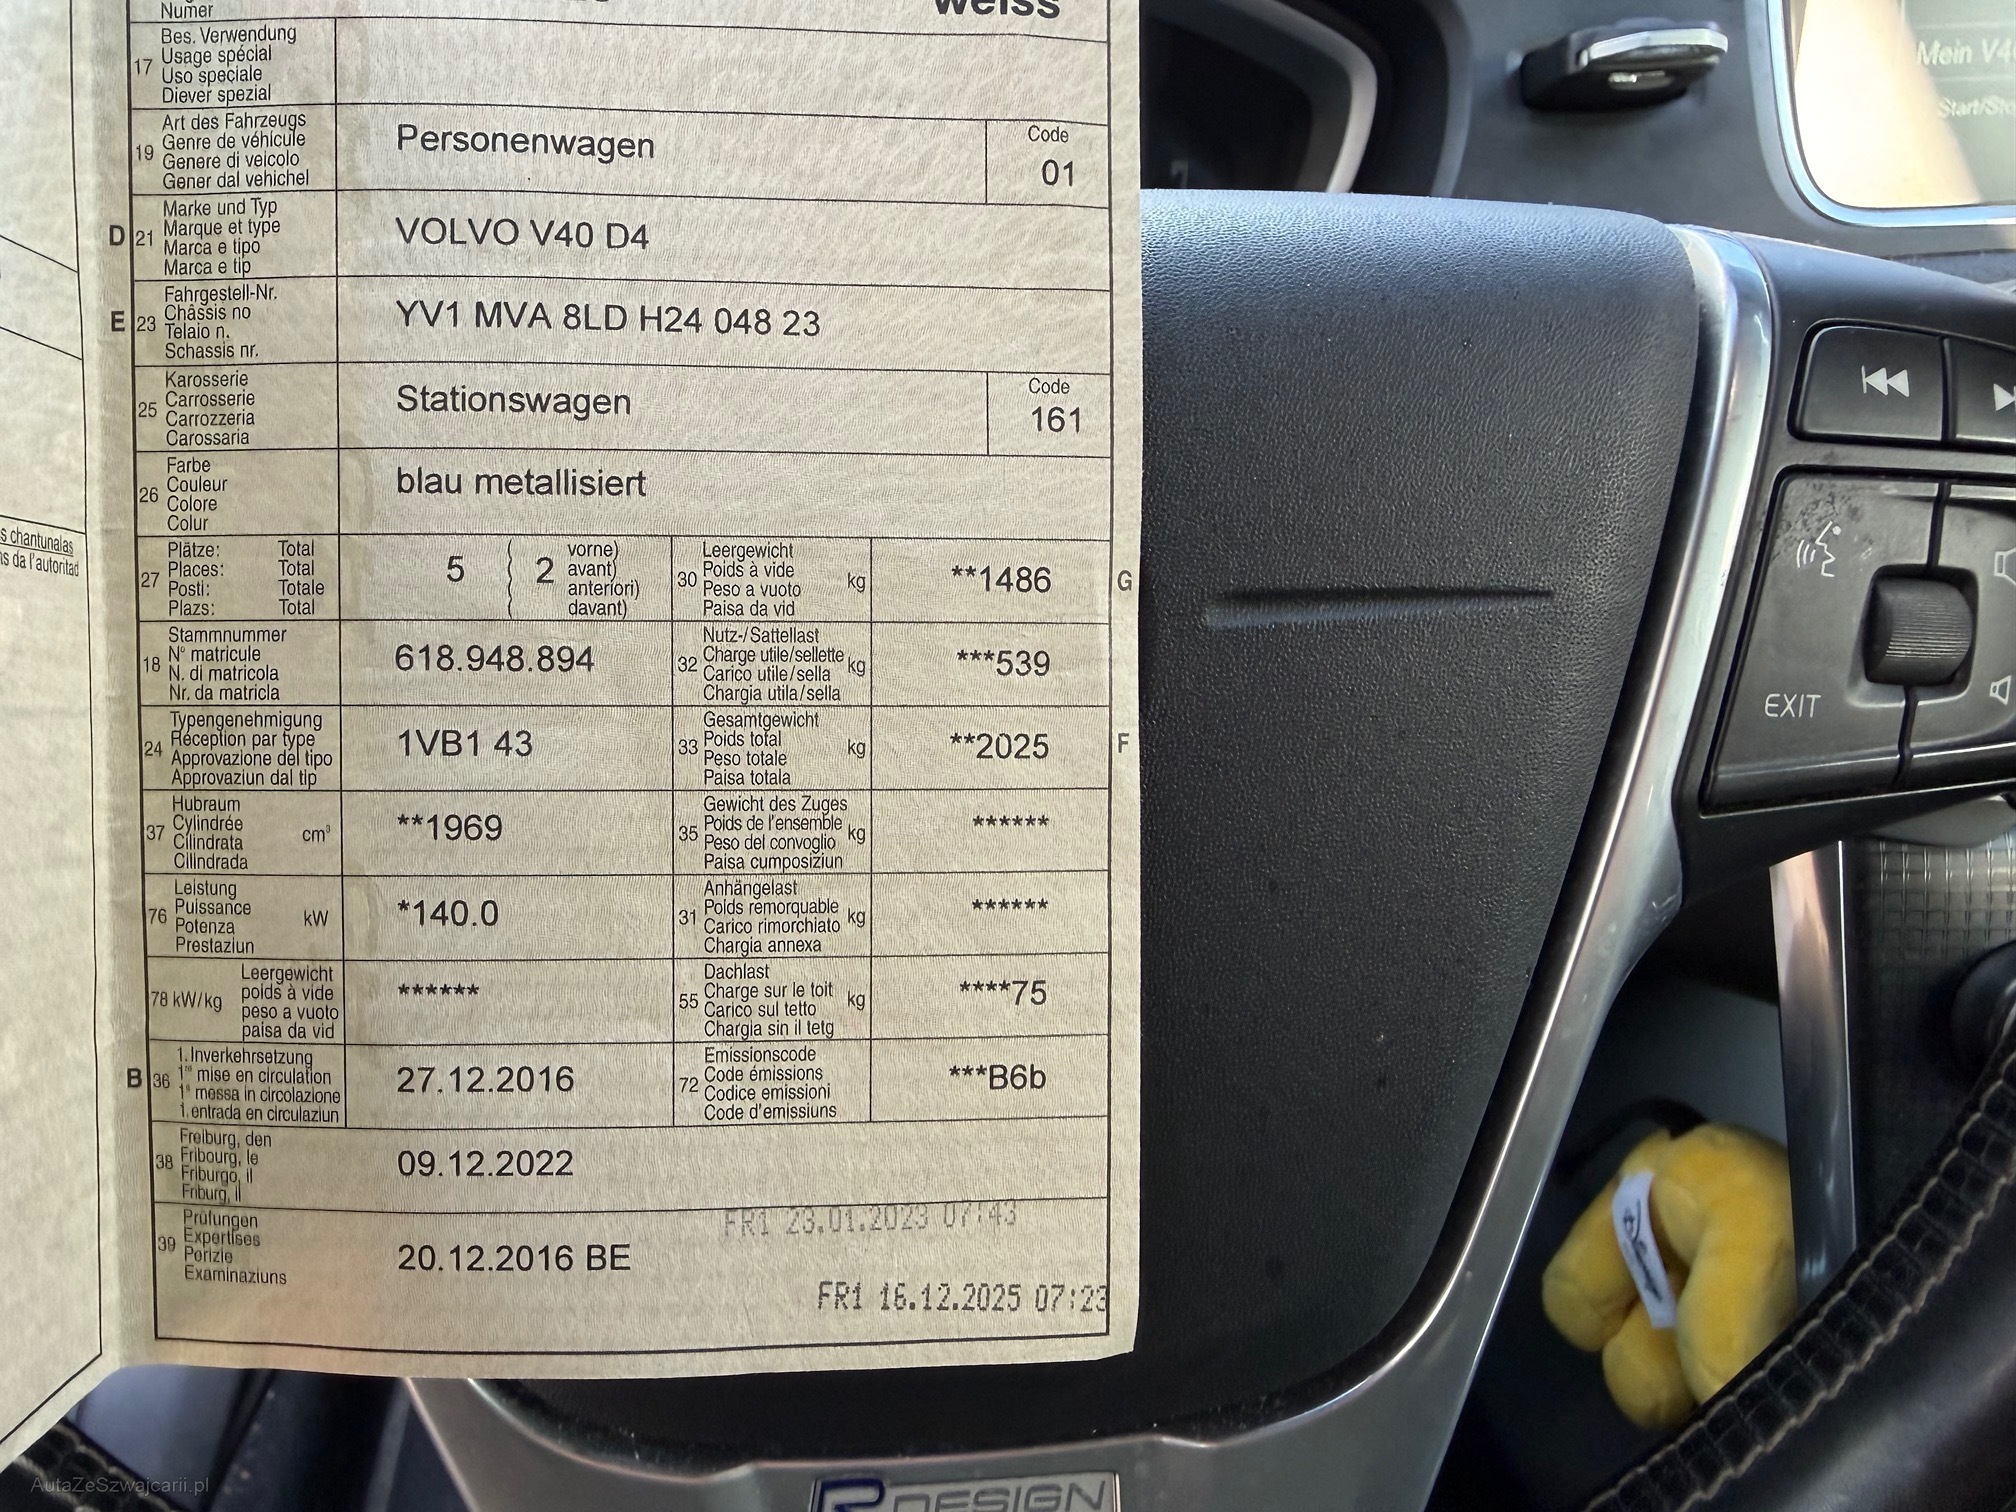 Numer
weiss
17
Bes. Verwendung
Usage spécial
Uso speciale
Diever spezial
19
Art des Fahrzeugs
Genre de véhicule
Genere di veicolo
Gener dal vehichel
Personenwagen
Code
01
D
21
Marke und Typ
Marque et type
Marca e tipo
Marca e tip
VOLVO V40 D4
E
23
Fahrgestell-Nr.
Châssis no
Telaio n.
Schassis nr.
YV1 MVA 8LD H24 048 23
25
Karosserie
Carrosserie
Carrozzeria
Carossaria
Stationswagen
Code
161
26
Farbe
Couleur
Colore
Colur
blau metallisiert
s chantunalas
ns da l'autoritad
27
Plätze: Total
Places: Total
Posti: Totale
Plazs: Total
5
2
vorne)
avant)
anteriori)
davant)
30
Leergewicht
Poids à vide
Peso a vuoto
Paisa da vid
kg
**1486
G
18
Stammnummer
N° matricule
N. di matricola
Nr. da matricla
618.948.894
32
Nutz-/Sattellast
Charge utile/sellette
Carico utile/sella
Chargia utila/sella
kg
***539
24
Typengenehmigung
Réception par type
Approvazione del tipo
Approvaziun dal tip
1VB1 43
33
Gesamtgewicht
Poids total
Peso totale
Paisa totala
kg
**2025
F
37
Hubraum
Cylindrée
Cilindrata
Cilindrada
cm³
**1969
35
Gewicht des Zuges
Poids de l'ensemble
Peso del convoglio
Paisa cumposiziun
kg
******
76
Leistung
Puissance
Potenza
Prestaziun
kW
*140.0
31
Anhängelast
Poids remorquable
Carico rimorchiato
Chargia annexa
kg
******
78 kW/kg
Leergewicht
poids à vide
peso a vuoto
paisa da vid
******
55
Dachlast
Charge sur le toit
Carico sul tetto
Chargia sin il tetg
kg
****75
B
36
1. Inverkehrsetzung
1re mise en circulation
1a messa in circolazione
1. entrada en circulaziun
27.12.2016
72
Emissionscode
Code émissions
Codice emissioni
Code d'emissiuns
***B6b
38
Freiburg, den
Fribourg, le
Friburgo, il
Friburg, il
09.12.2022
39
Prüfungen
Expertises
Perizie
Examinaziuns
FR1 23.01.2023 07:43
20.12.2016 BE
FR1 16.12.2025 07:23
Mein V4
Start/St
EXIT
R DESIGN
AutaZeSzwajcarii.pl